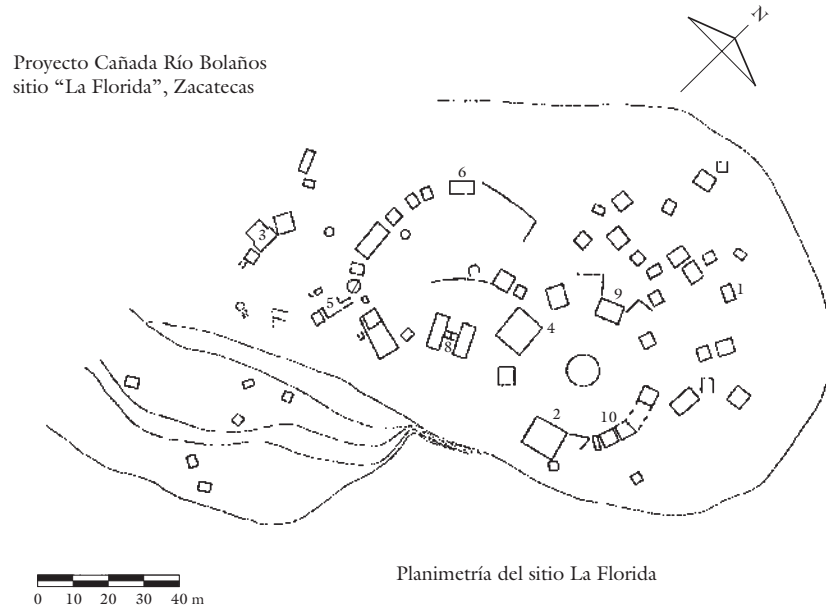 N
Proyecto Cañada Río Bolaños
sitio “La Florida”, Zacatecas
6
3
1
5
9
4
8
2
10
Planimetría del sitio La Florida
0 10 20 30 40 m